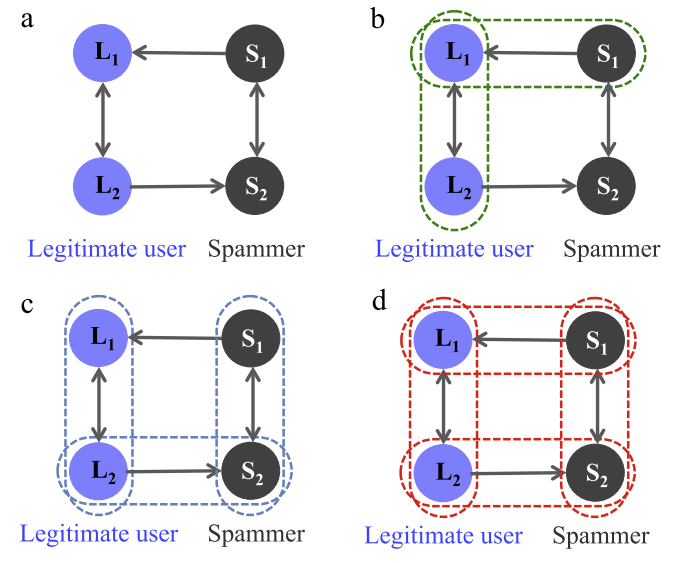 a
L1 S1
L2 S2
Legitimate user Spammer
b
L1 S1
L2 S2
Legitimate user Spammer
c
L1 S1
L2 S2
Legitimate user Spammer
d
L1 S1
L2 S2
Legitimate user Spammer